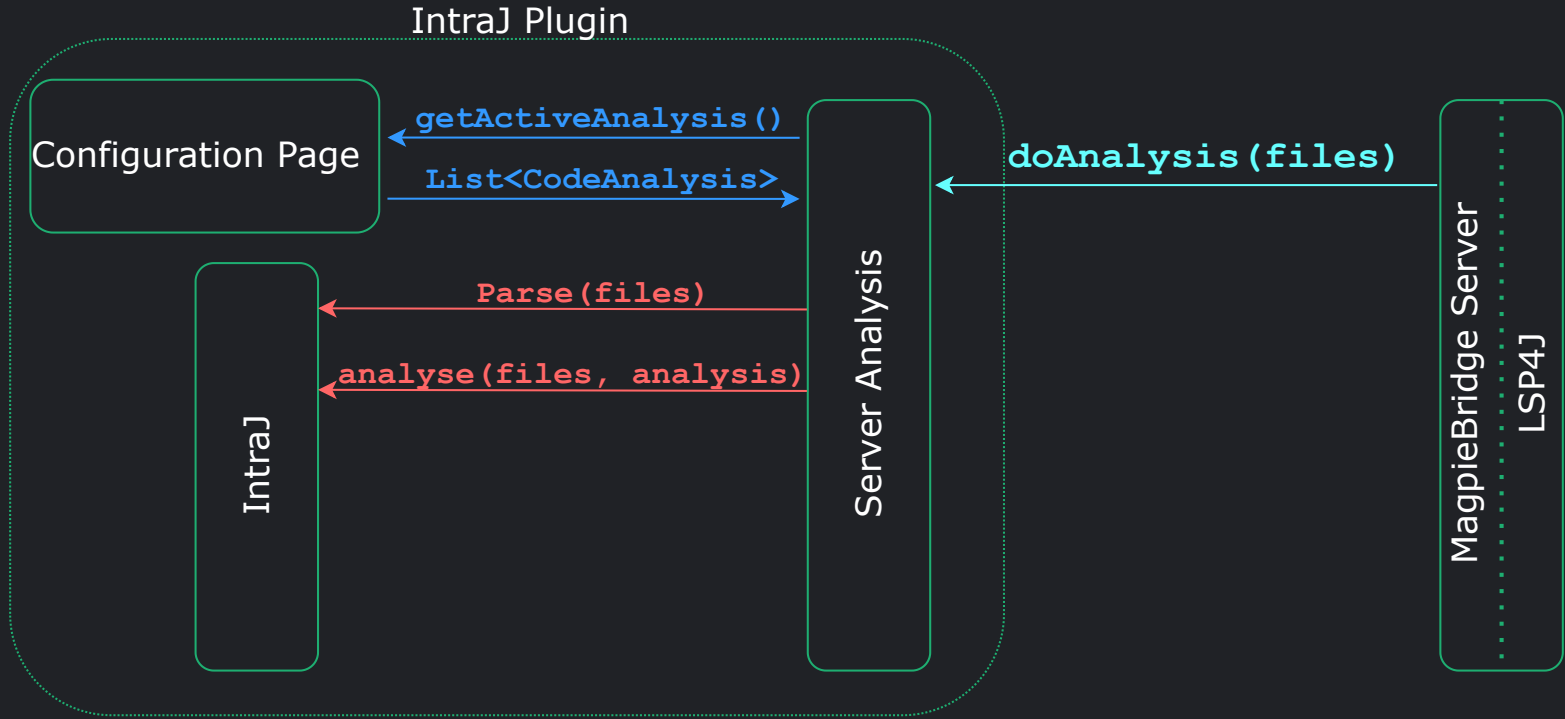 IntraJ Plugin
Configuration Page
getActiveAnalysis()
List<CodeAnalysis>
doAnalysis(files)
Parse(files)
analyse(files, analysis)
IntraJ
Server Analysis
MagpieBridge Server
LSP4J